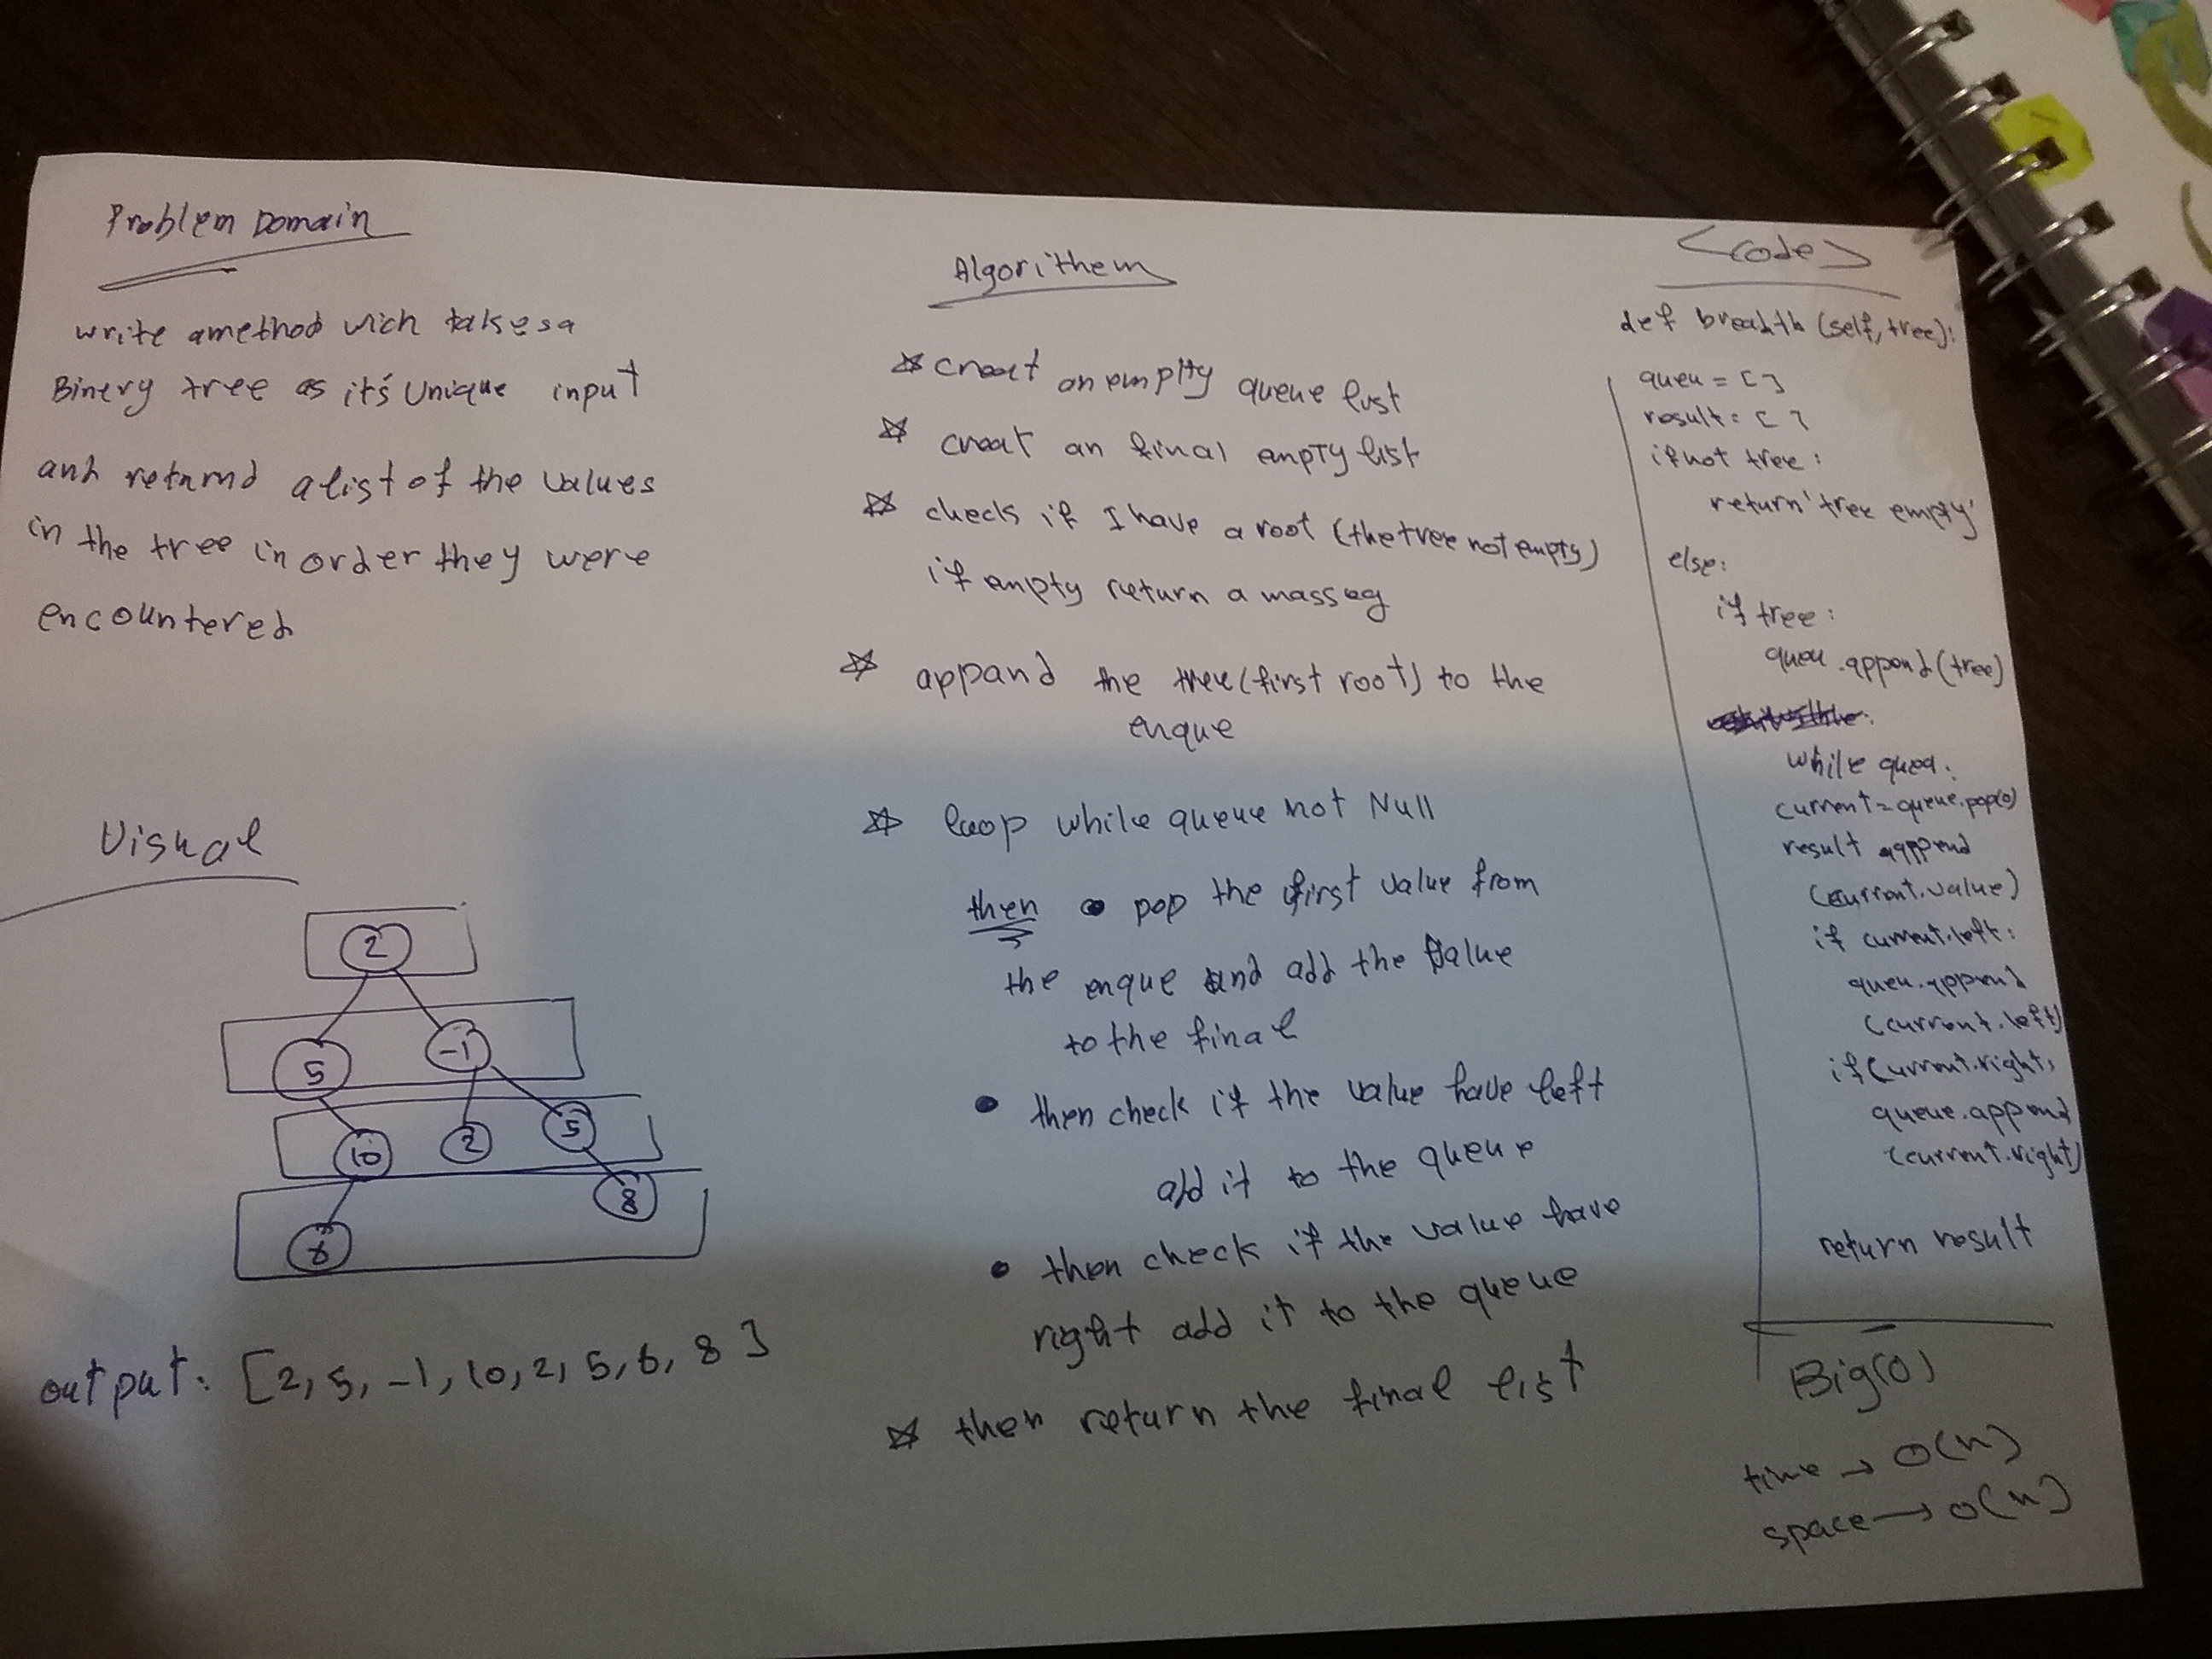 Problem Domain
write amethod wich takesa
Binery tree as it's Unique input
and retarnd alist of the values
in the tree in order they were
encountered
Visual
2
5 -1
10 2 5
6 8
output: [2, 5, -1, 10, 2, 5, 6, 8]
Algorithem
creat an emplty queue list
creat an final empty list
checks if I have a root (the tree not empty)
if empty return a masseg
appand the tree (first root) to the
enque
loop while queue not Null
then pop the first value from
the enque and add the value
to the final
then check if the value have left
add it to the queue
then check if the value have
right add it to the queue
then return the final list
<code>
def breadth (self, tree):
queu = []
result = []
if not tree:
return 'tree empty'
else:
if tree:
queu.append(tree)
while queu:
current = queue.pop(0)
result append
(current.value)
if current.left:
queu.append
(current.left)
if current.right:
queue.append
(current.right)
return result
Big(O)
time → O(n)
space → O(n)